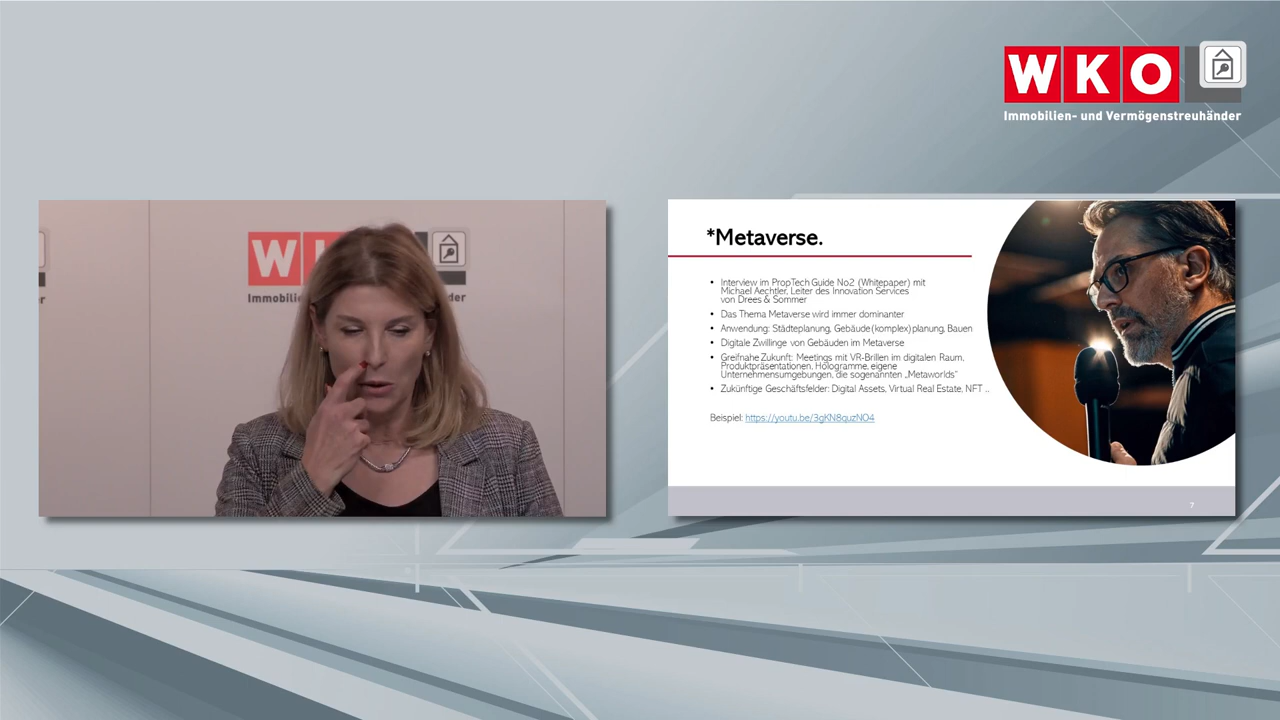 WKO
Immobilien- und Vermögenstreuhänder
W
Immobilie
der
*Metaverse.
• Interview im PropTech Guide No2 (Whitepaper) mit
Michael Aechtler, Leiter des Innovation Services
von Drees & Sommer
• Das Thema Metaverse wird immer dominanter
• Anwendung: Städteplanung, Gebäude(komplex)planung, Bauen
• Digitale Zwillinge von Gebäuden im Metaverse
• Greifnahe Zukunft: Meetings mit VR-Brillen im digitalen Raum,
Produktpräsentationen, Hologramme, eigene
Unternehmensumgebungen, die sogenannten „Metaworlds“
• Zukünftige Geschäftsfelder: Digital Assets, Virtual Real Estate, NFT ..
Beispiel: https://youtu.be/3gKN8quzNO4
7